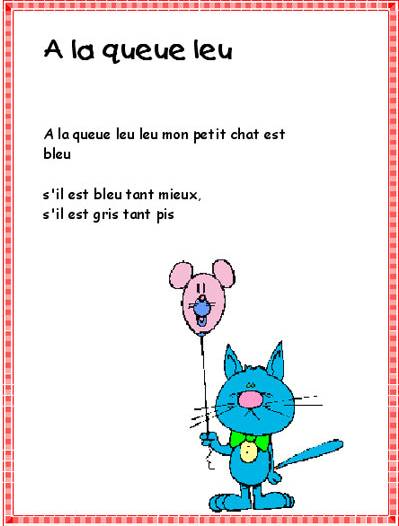 A la queue leu
A la queue leu leu mon petit chat est
bleu
s'il est bleu tant mieux,
s'il est gris tant pis